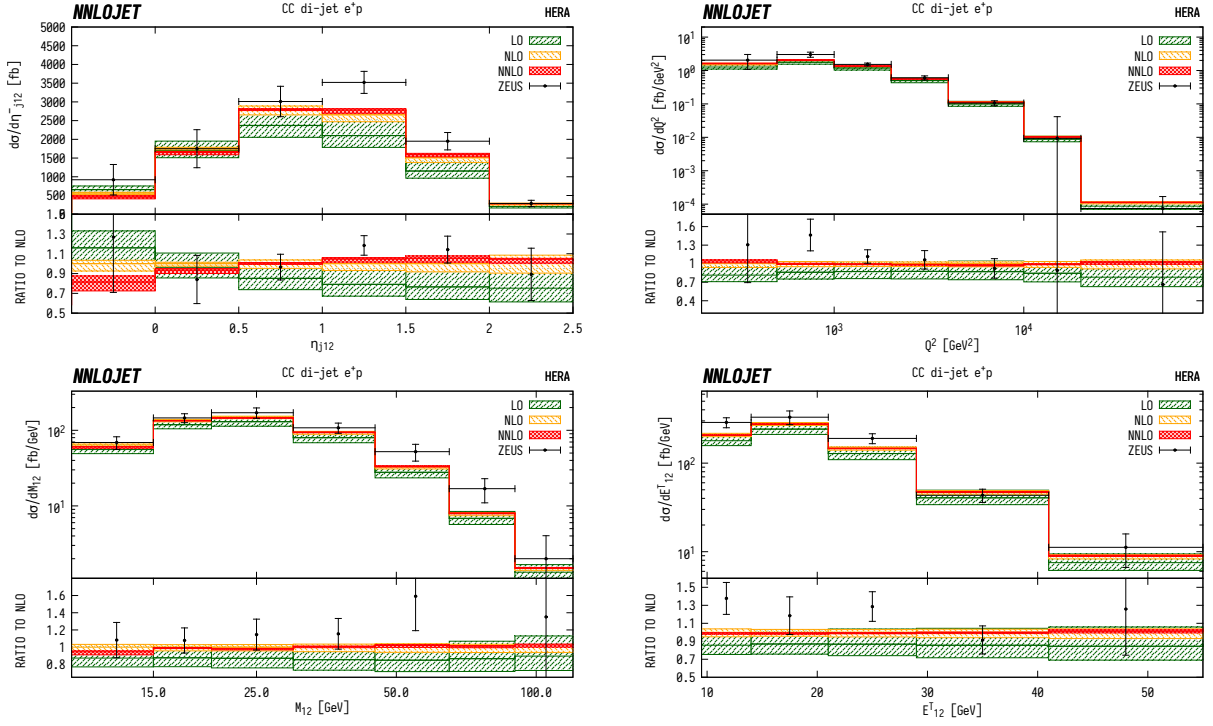 NNLOJET CC di-jet e⁺p HERA
dσ/dη⁻j12 [fb]
5000
4500
4000
3500
3000
2500
2000
1500
1000
500
LO
NLO
NNLO
ZEUS
RATIO TO NLO
1.3
1.1
0.9
0.7
0.5
0 0.5 1 1.5 2 2.5
ηj12
NNLOJET CC di-jet e⁺p HERA
dσ/dQ² [fb/GeV²]
10¹
10⁰
10⁻¹
10⁻²
10⁻³
10⁻⁴
LO
NLO
NNLO
ZEUS
RATIO TO NLO
1.6
1.3
1
0.7
0.4
10³ 10⁴
Q² [GeV²]
NNLOJET CC di-jet e⁺p HERA
dσ/dM₁₂ [fb/GeV]
10²
10¹
LO
NLO
NNLO
ZEUS
RATIO TO NLO
1.6
1.4
1.2
1
0.8
15.0 25.0 50.0 100.0
M₁₂ [GeV]
NNLOJET CC di-jet e⁺p HERA
dσ/dEᵀ₁₂ [fb/GeV]
10²
10¹
LO
NLO
NNLO
ZEUS
RATIO TO NLO
1.5
1.3
1.1
0.9
0.7
0.5
10 20 30 40 50
Eᵀ₁₂ [GeV]